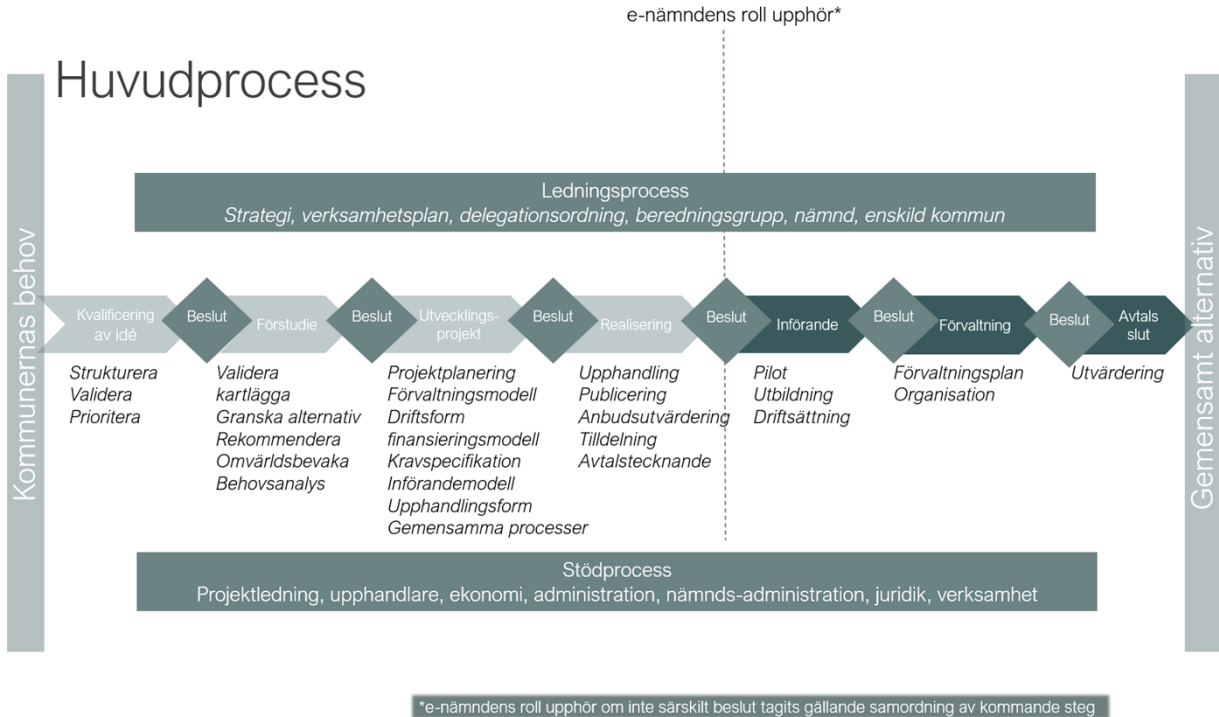 e-nämndens roll upphör*
Huvudprocess
Kommunernas behov
Ledningsprocess
Strategi, verksamhetsplan, delegationsordning, beredningsgrupp, nämnd, enskild kommun
Kvalificering
av idé
Beslut
Förstudie
Beslut
Utvecklings-
projekt
Beslut
Realisering
Beslut
Införande
Beslut
Förvaltning
Beslut
Avtals
slut
Strukturera
Validera
Prioritera
Validera
kartlägga
Granska alternativ
Rekommendera
Omvärldsbevaka
Behovsanalys
Projektplanering
Förvaltningsmodell
Driftsform
finansieringsmodell
Kravspecifikation
Införandemodell
Upphandlingsform
Gemensamma processer
Upphandling
Publicering
Anbudsutvärdering
Tilldelning
Avtalstecknande
Pilot
Utbildning
Driftsättning
Förvaltningsplan
Organisation
Utvärdering
Gemensamt alternativ
Stödprocess
Projektledning, upphandlare, ekonomi, administration, nämnds-administration, juridik, verksamhet
*e-nämndens roll upphör om inte särskilt beslut tagits gällande samordning av kommande steg